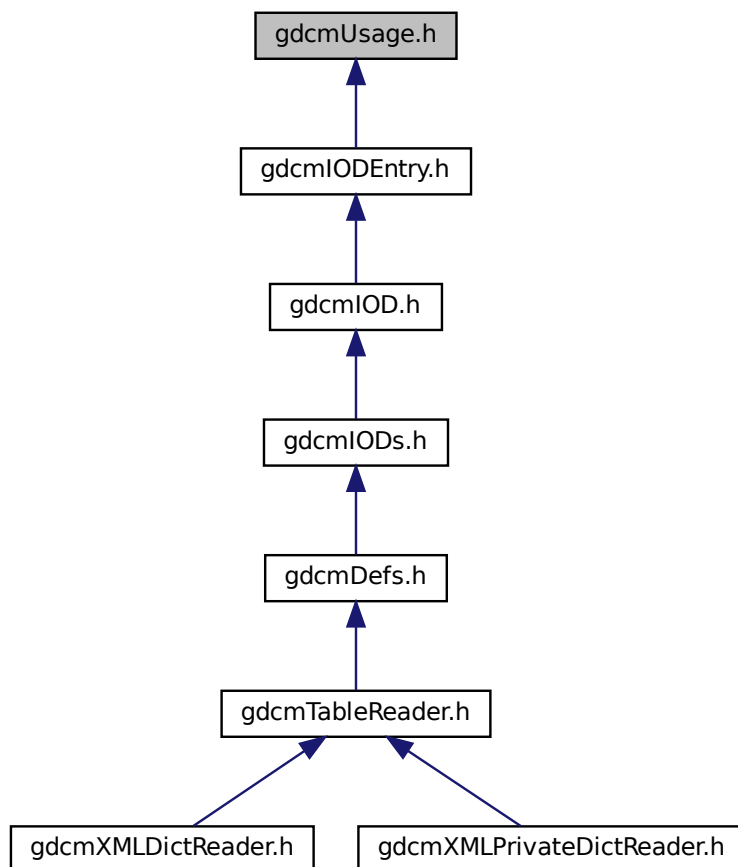 gdcmUsage.h
gdcmIODEntry.h
gdcmIOD.h
gdcmIODs.h
gdcmDefs.h
gdcmTableReader.h
gdcmXMLDictReader.h
gdcmXMLPrivateDictReader.h